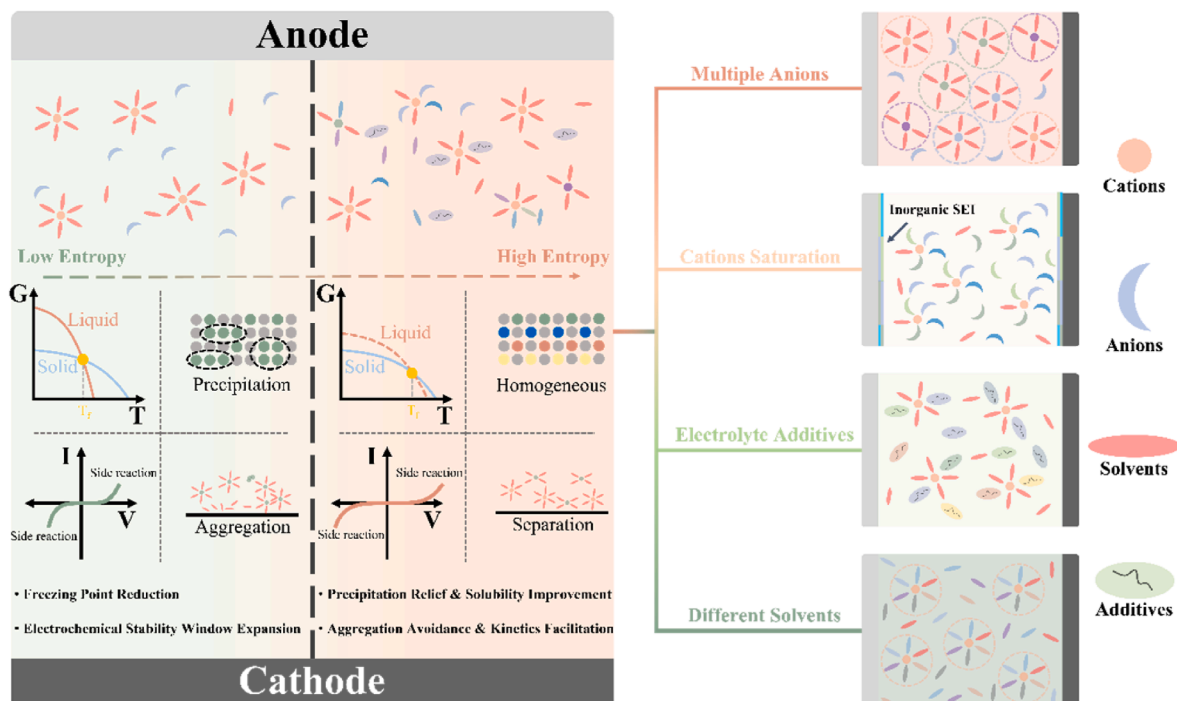 Anode
Low Entropy
High Entropy
G
Liquid
Solid
T
Tf
Precipitation
G
Liquid
Solid
T
Tf
Homogeneous
I
Side reaction
V
Side reaction
Aggregation
I
Side reaction
V
Side reaction
Separation
• Freezing Point Reduction
• Electrochemical Stability Window Expansion
• Precipitation Relief & Solubility Improvement
• Aggregation Avoidance & Kinetics Facilitation
Cathode
Multiple Anions
Cations Saturation
Inorganic SEI
Electrolyte Additives
Different Solvents
Cations
Anions
Solvents
Additives